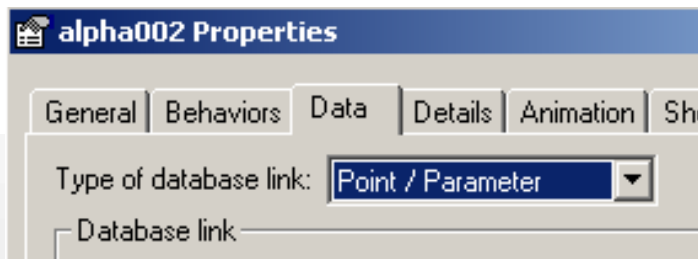 alpha002 Properties
General Behaviors Data Details Animation
Type of database link: Point / Parameter
Database link